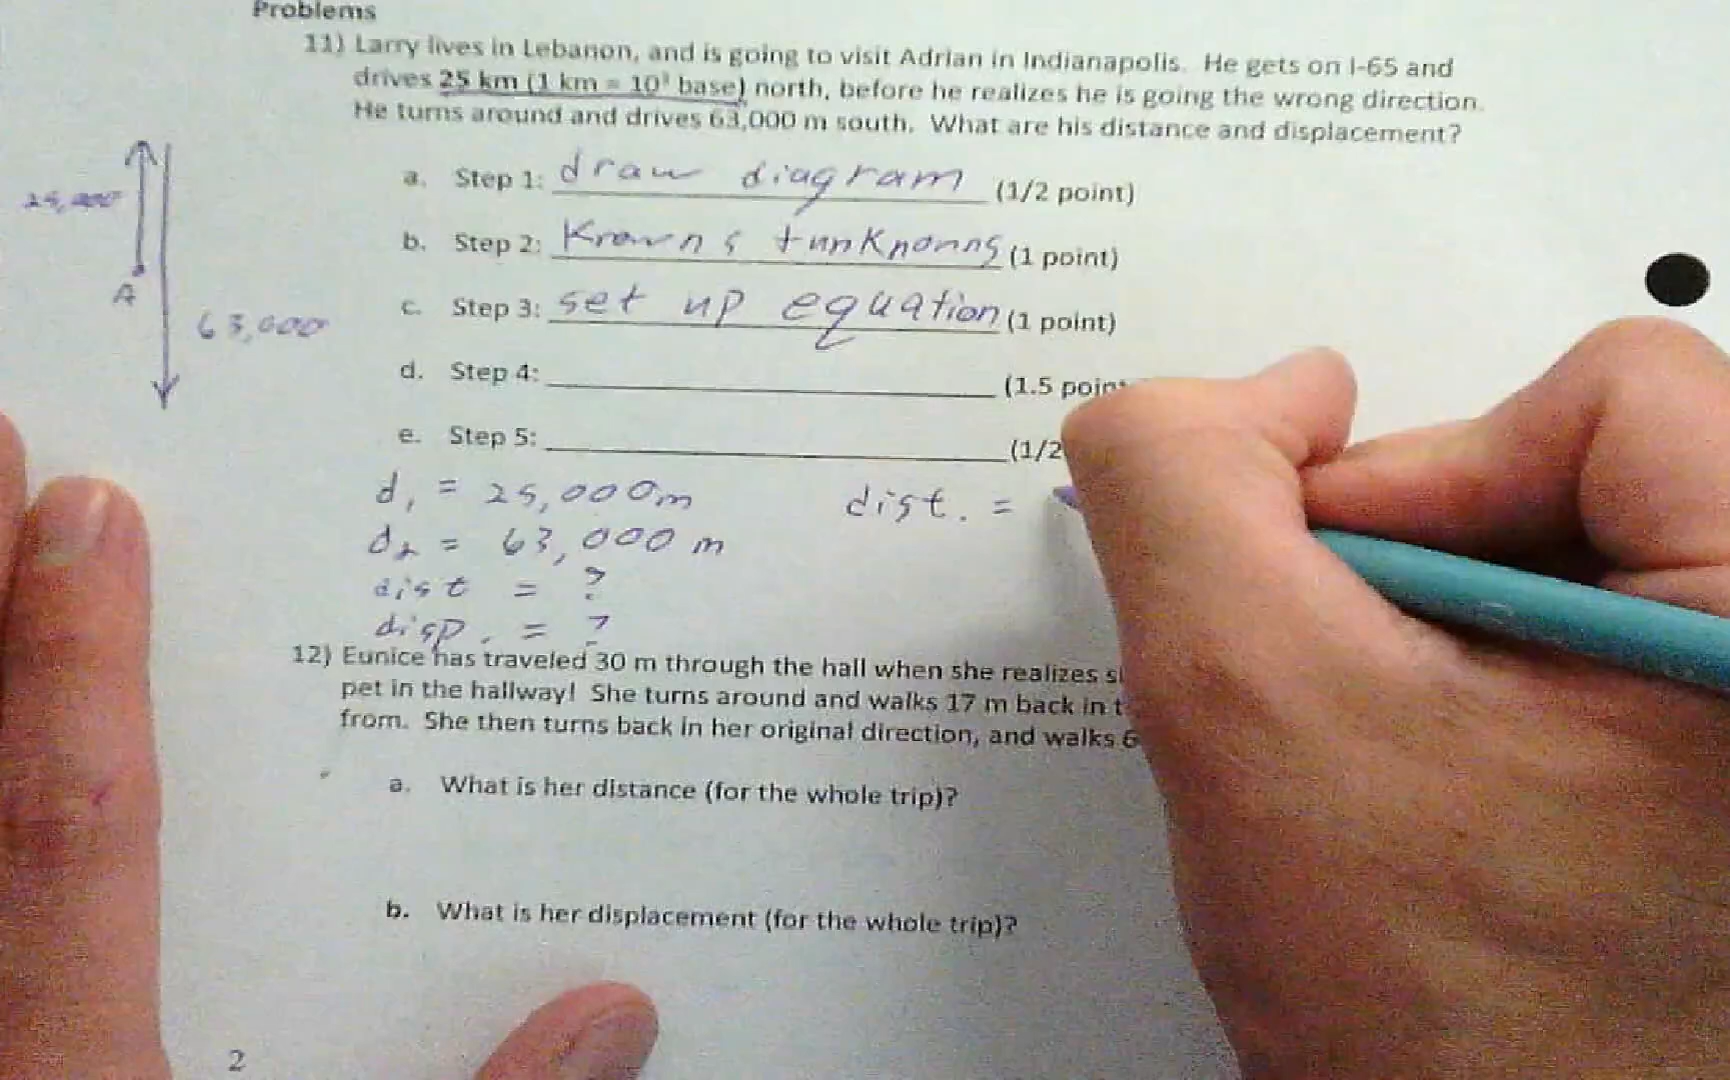 Problems
11) Larry lives in Lebanon, and is going to visit Adrian in Indianapolis. He gets on I-65 and
drives 25 km (1 km = 10³ base) north, before he realizes he is going the wrong direction.
He turns around and drives 63,000 m south. What are his distance and displacement?
a. Step 1: draw diagram (1/2 point)
b. Step 2: Knowns + unknowns (1 point)
c. Step 3: set up equation (1 point)
d. Step 4: (1.5 point
e. Step 5: (1/2
25,000
A
63,000
d₁ = 25,000m
d₂ = 63,000 m
dist = ?
disp. = ?
dist. =
12) Eunice has traveled 30 m through the hall when she realizes
pet in the hallway! She turns around and walks 17 m back in
from. She then turns back in her original direction, and walks 6
a. What is her distance (for the whole trip)?
b. What is her displacement (for the whole trip)?
2